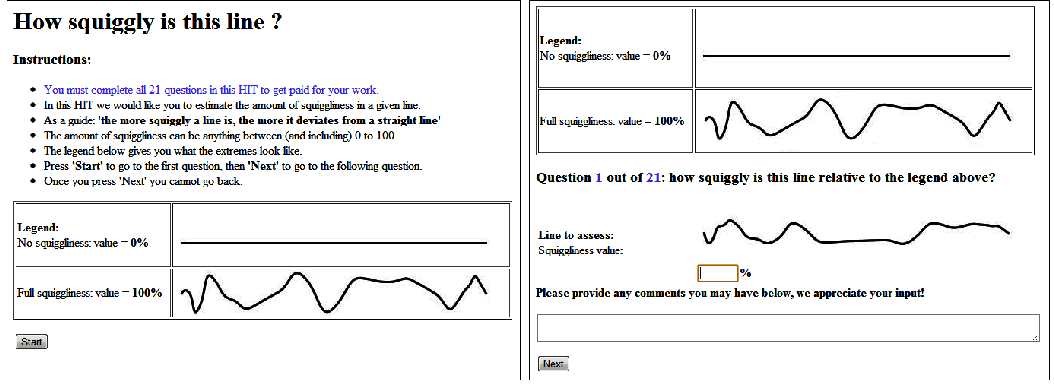 How squiggly is this line ?
Instructions:
You must complete all 21 questions in this HIT to get paid for your work.
In this HIT we would like you to estimate the amount of squiggliness in a given line.
As a guide: 'the more squiggly a line is, the more it deviates from a straight line'
The amount of squiggliness can be anything between (and including) 0 to 100
The legend below gives you what the extremes look like.
Press 'Start' to go to the first question, then 'Next' to go to the following question.
Once you press 'Next' you cannot go back.
Legend:
No squiggliness: value = 0%
Full squiggliness: value = 100%
Start
Legend:
No squiggliness: value = 0%
Full squiggliness: value = 100%
Question 1 out of 21: how squiggly is this line relative to the legend above?
Line to assess:
Squiggliness value:
%
Please provide any comments you may have below, we appreciate your input!
Next